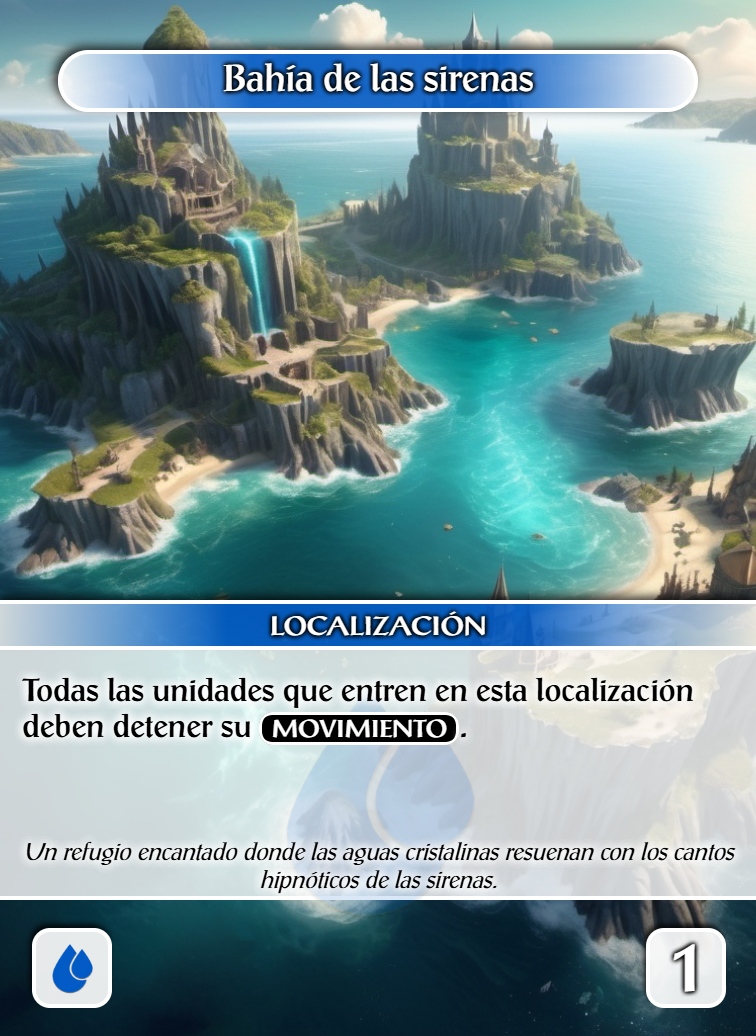 Bahía de las sirenas
LOCALIZACIÓN
Todas las unidades que entren en esta localización
deben detener su MOVIMIENTO.
Un refugio encantado donde las aguas cristalinas resuenan con los cantos
hipnóticos de las sirenas.
1